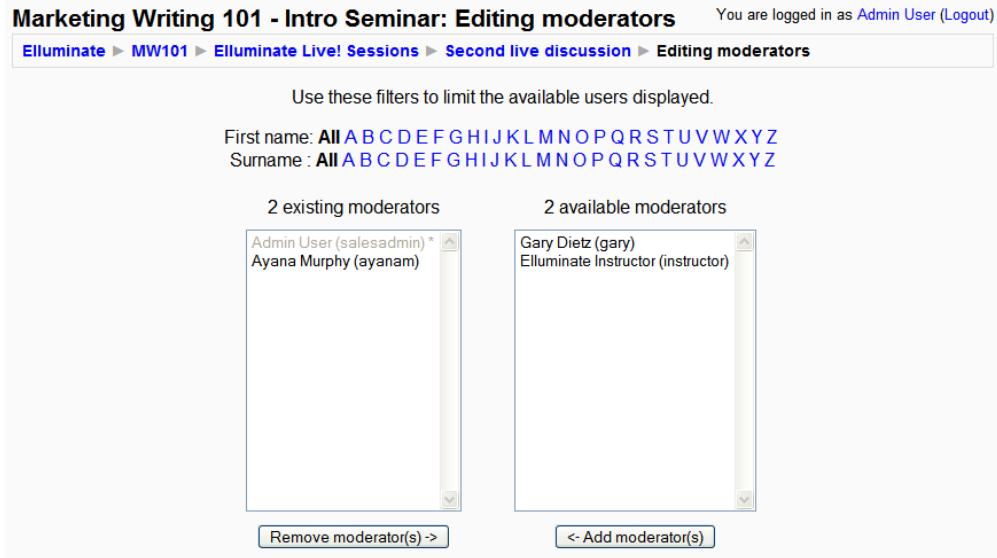 Marketing Writing 101 - Intro Seminar: Editing moderators
You are logged in as Admin User (Logout)
Elluminate ► MW101 ► Elluminate Live! Sessions ► Second live discussion ► Editing moderators
Use these filters to limit the available users displayed.
First name: All A B C D E F G H I J K L M N O P Q R S T U V W X Y Z
Surname : All A B C D E F G H I J K L M N O P Q R S T U V W X Y Z
2 existing moderators
Admin User (salesadmin) *
Ayana Murphy (ayanam)
Remove moderator(s) ->
2 available moderators
Gary Dietz (gary)
Elluminate Instructor (instructor)
<- Add moderator(s)